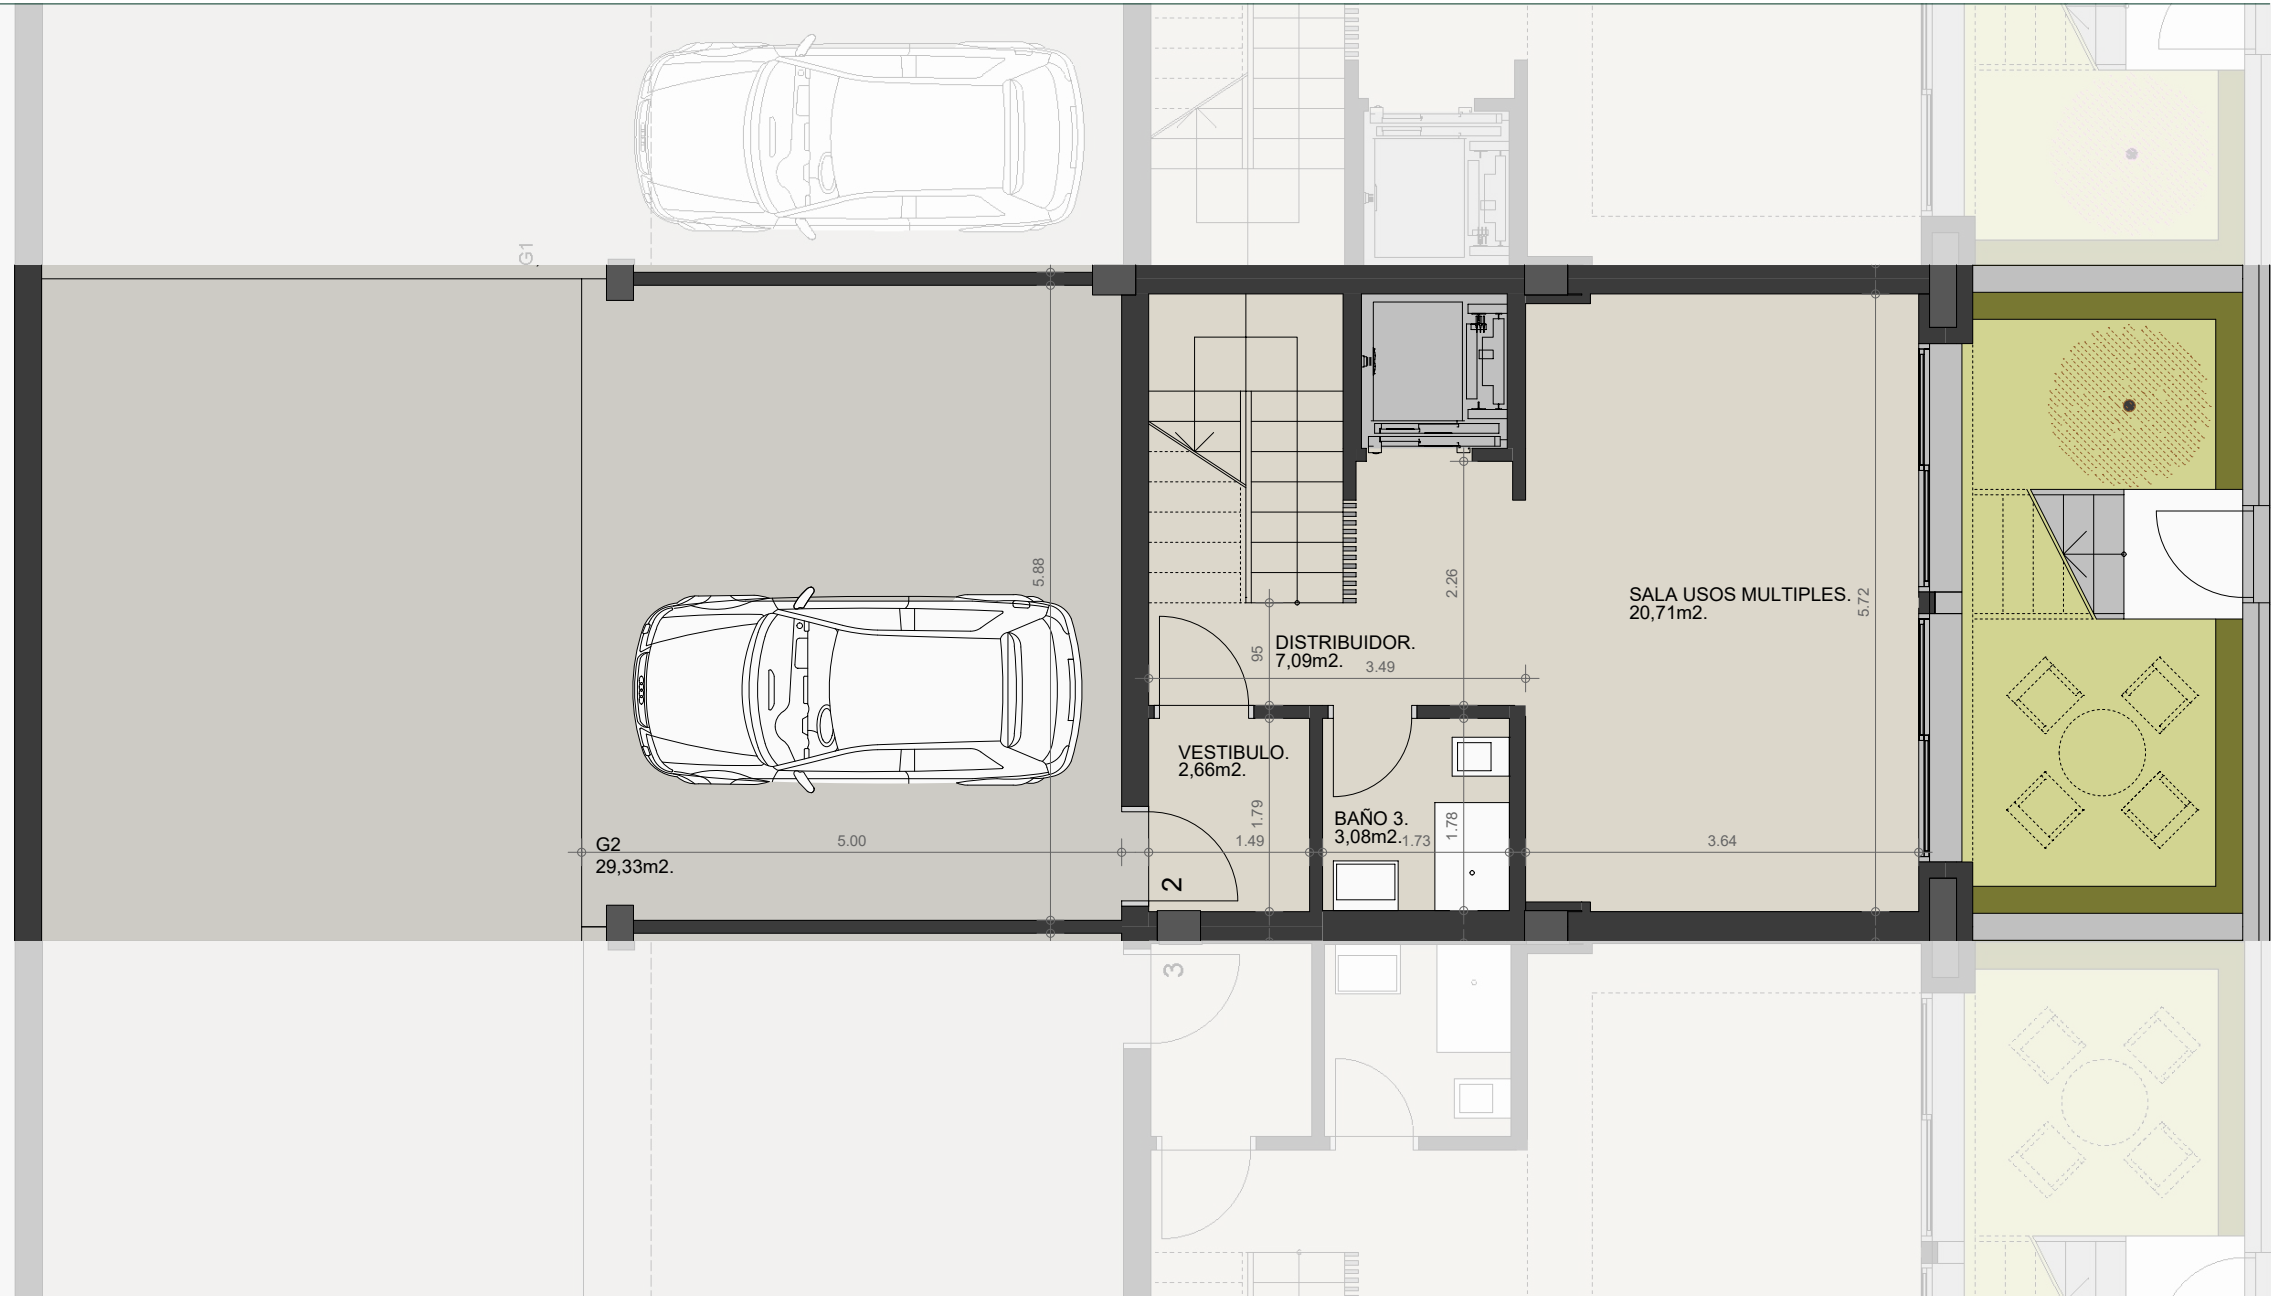 G1
5.88
2.26
SALA USOS MULTIPLES.
20,71m2.
5.72
DISTRIBUIDOR.
7,09m2.
95
3.49
VESTIBULO.
2,66m2.
1.79
1.49
BAÑO 3.
3,08m2.
1.73
1.78
G2
29,33m2.
5.00
3.64
2
3